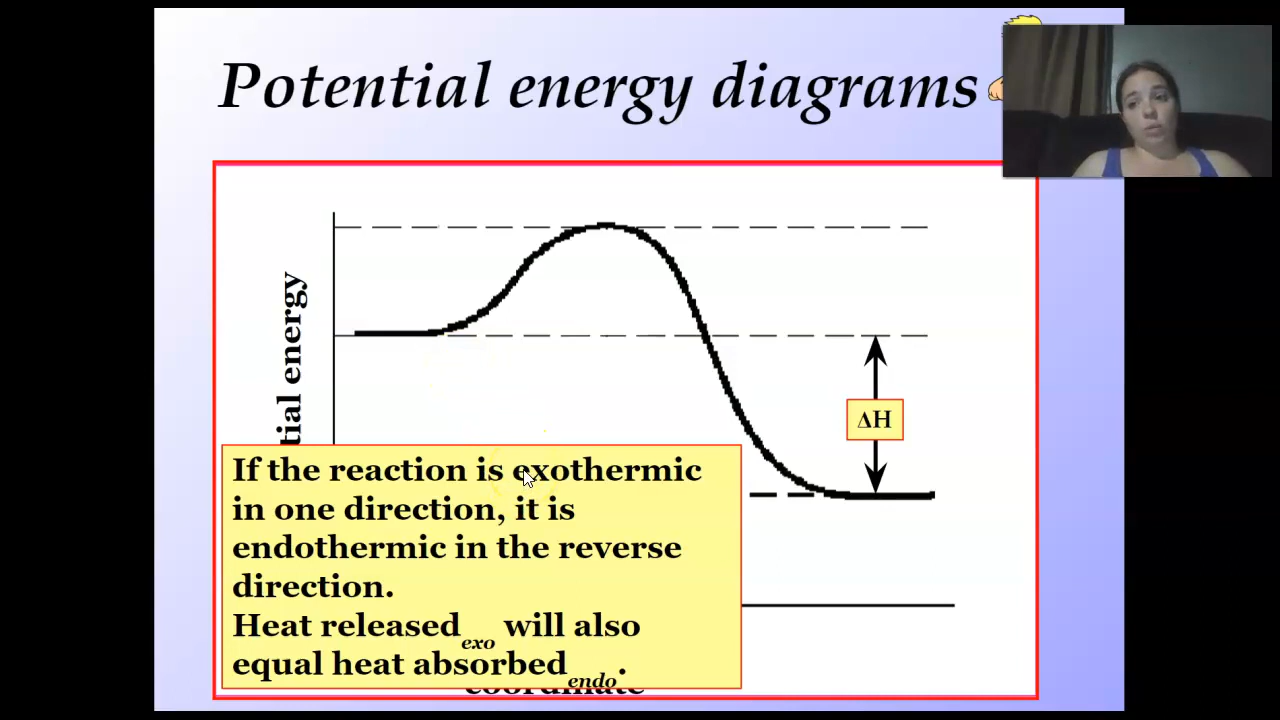 Potential energy diagrams
tial energy
ΔH
If the reaction is exothermic
in one direction, it is
endothermic in the reverse
direction.
Heat released exo will also
equal heat absorbed endo.
coordinate